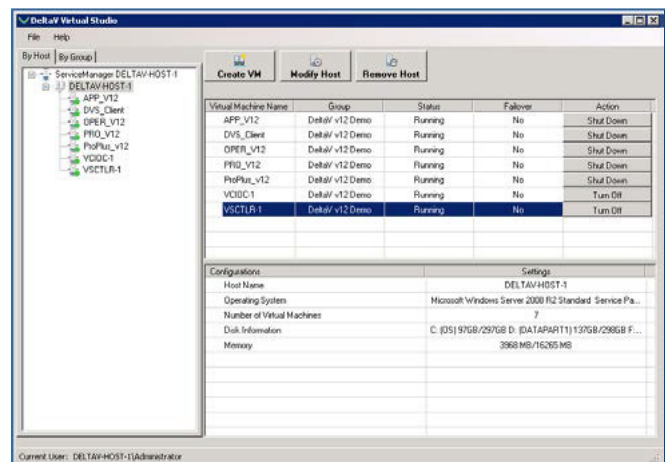 DeltaV Virtual Studio
File Help
By Host By Group
ServiceManager DELTAV-HOST-1
DELTAV-HOST-1
APP_V12
DVS_Client
OPER_V12
PRO_V12
ProPlus_v12
VCIOC-1
VSCTLR-1
Create VM Modify Host Remove Host
Virtual Machine Name Group Status Failover Action
APP_V12 DeltaV v12 Demo Running No Shut Down
DVS_Client DeltaV v12 Demo Running No Shut Down
OPER_V12 DeltaV v12 Demo Running No Shut Down
PRO_V12 DeltaV v12 Demo Running No Shut Down
ProPlus_v12 DeltaV v12 Demo Running No Shut Down
VCIOC-1 DeltaV v12 Demo Running No Turn Off
VSCTLR-1 DeltaV v12 Demo Running No Turn Off
Configurations Settings
Host Name DELTAV-HOST-1
Operating System Microsoft Windows Server 2008 R2 Standard Service Pa...
Number of Virtual Machines 7
Disk Information C: (OS) 97GB/297GB D: (DATAPART1) 137GB/298GB F...
Memory 3968 MB/16265 MB
Current User: DELTAV-HOST-1\Administrator